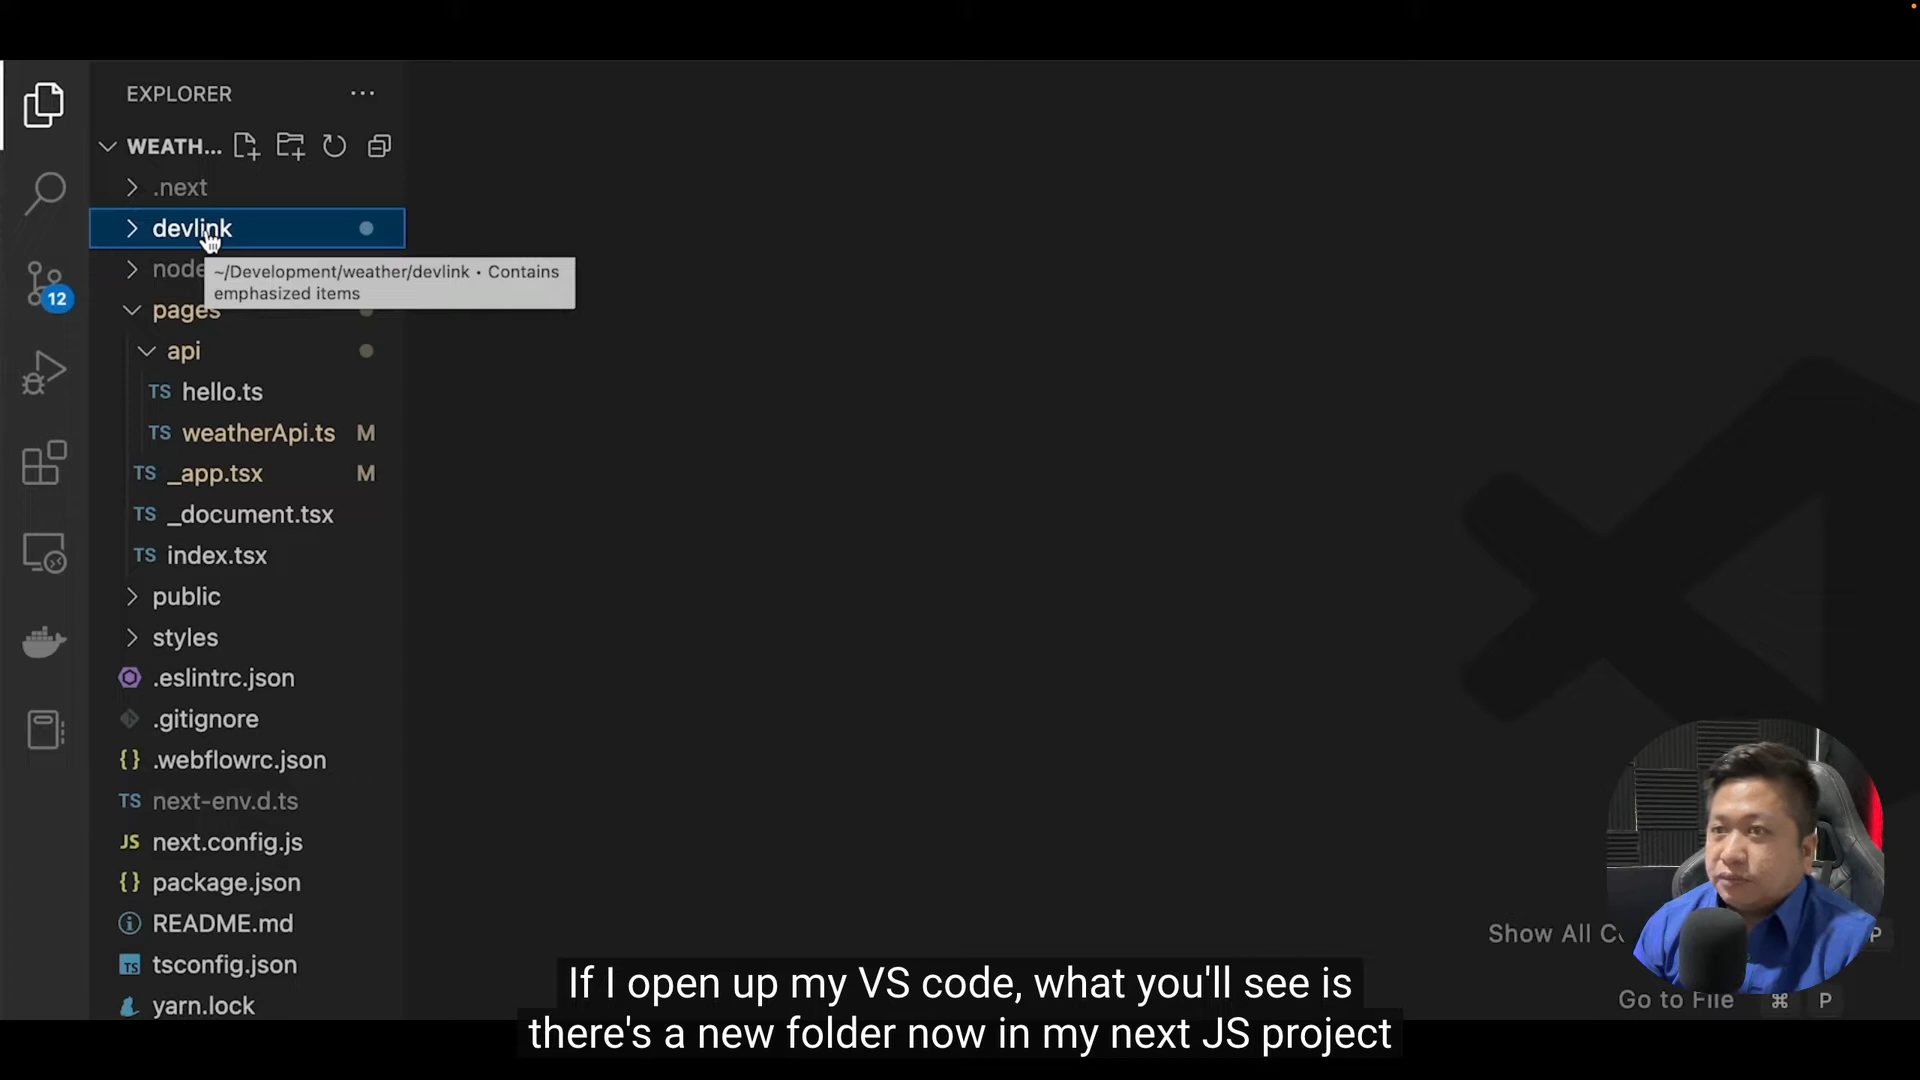 EXPLORER
WEATH...
.next
devlink
node
~/Development/weather/devlink • Contains
emphasized items
pages
api
TS hello.ts
TS weatherApi.ts M
TS _app.tsx M
TS _document.tsx
TS index.tsx
12
public
styles
.eslintrc.json
.gitignore
{} .webflowrc.json
TS next-env.d.ts
JS next.config.js
{} package.json
README.md
TS tsconfig.json
yarn.lock
Show All P
Go to File ⌘ P
If I open up my VS code, what you'll see is
there's a new folder now in my next JS project